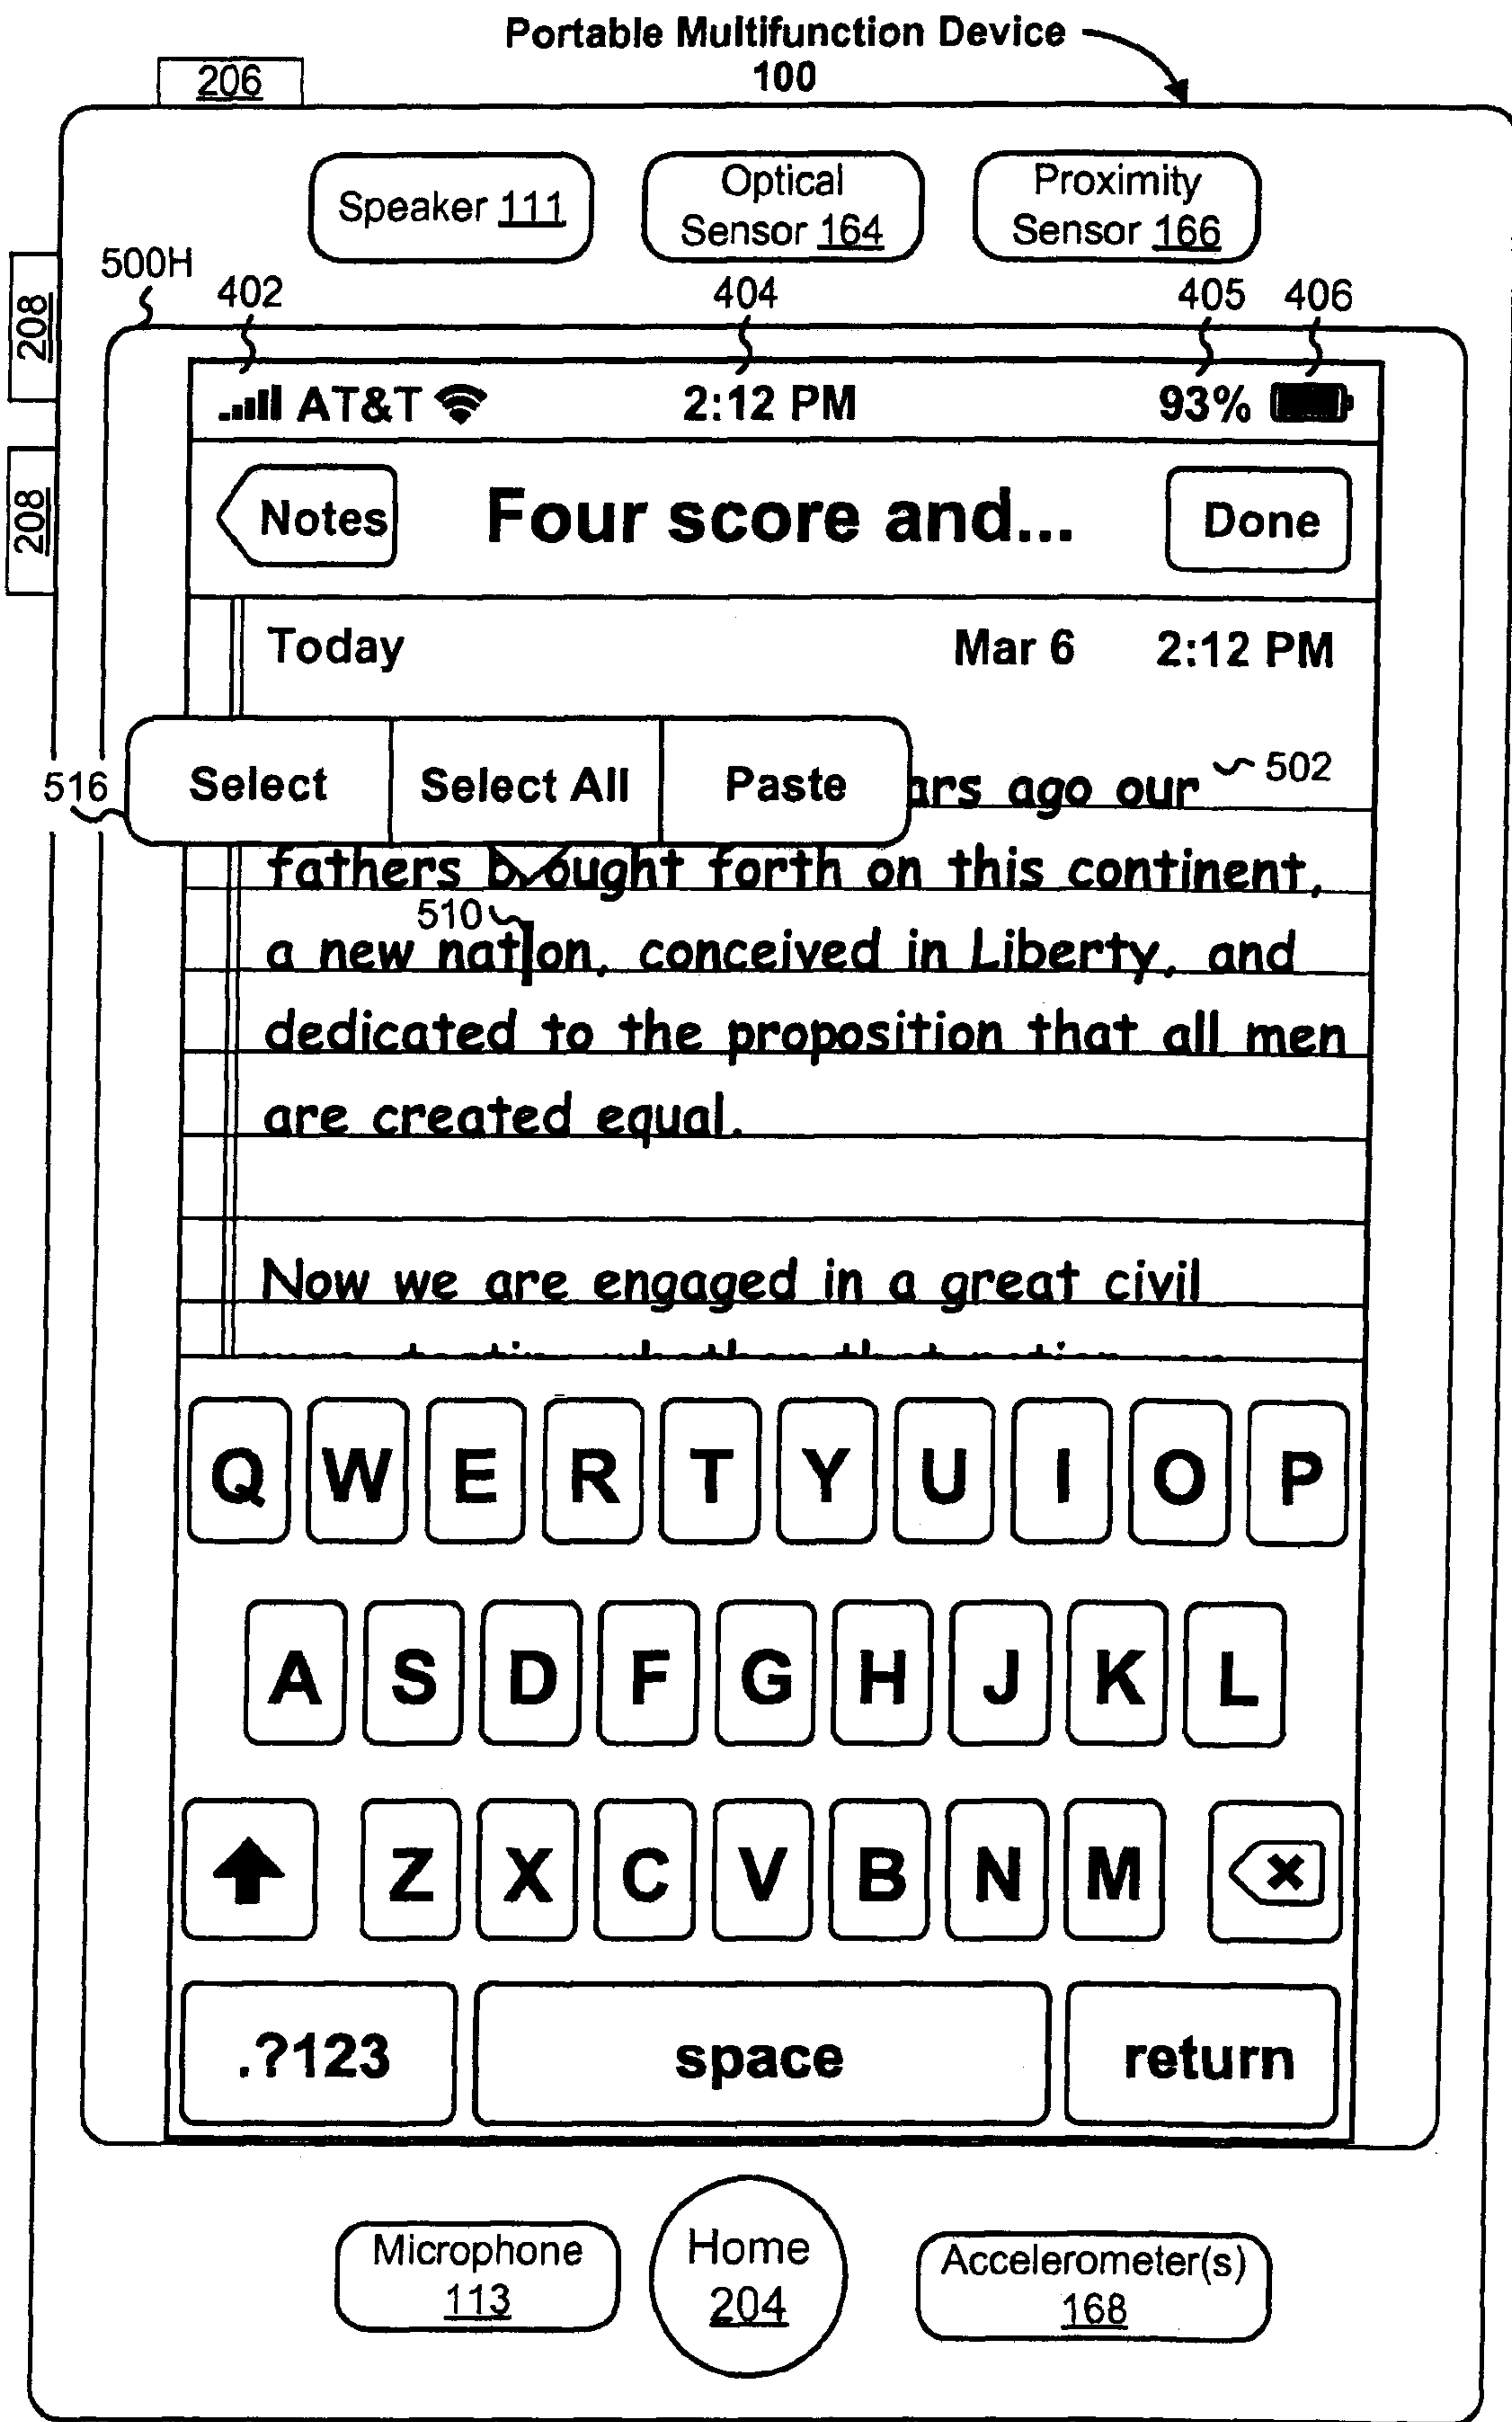 Portable Multifunction Device
100
206
Speaker 111
Optical
Sensor 164
Proximity
Sensor 166
208
500H
402
404
405
406
AT&T
2:12 PM
93%
208
Notes
Four score and...
Done
Today Mar 6 2:12 PM
516
Select
Select All
Paste
ars ago our
502
fathers brought forth on this continent,
510
a new nation, conceived in Liberty, and
dedicated to the proposition that all men
are created equal.
Now we are engaged in a great civil
Q W E R T Y U I O P
A S D F G H J K L
Z X C V B N M
.?123
space
return
Microphone
113
Home
204
Accelerometer(s)
168